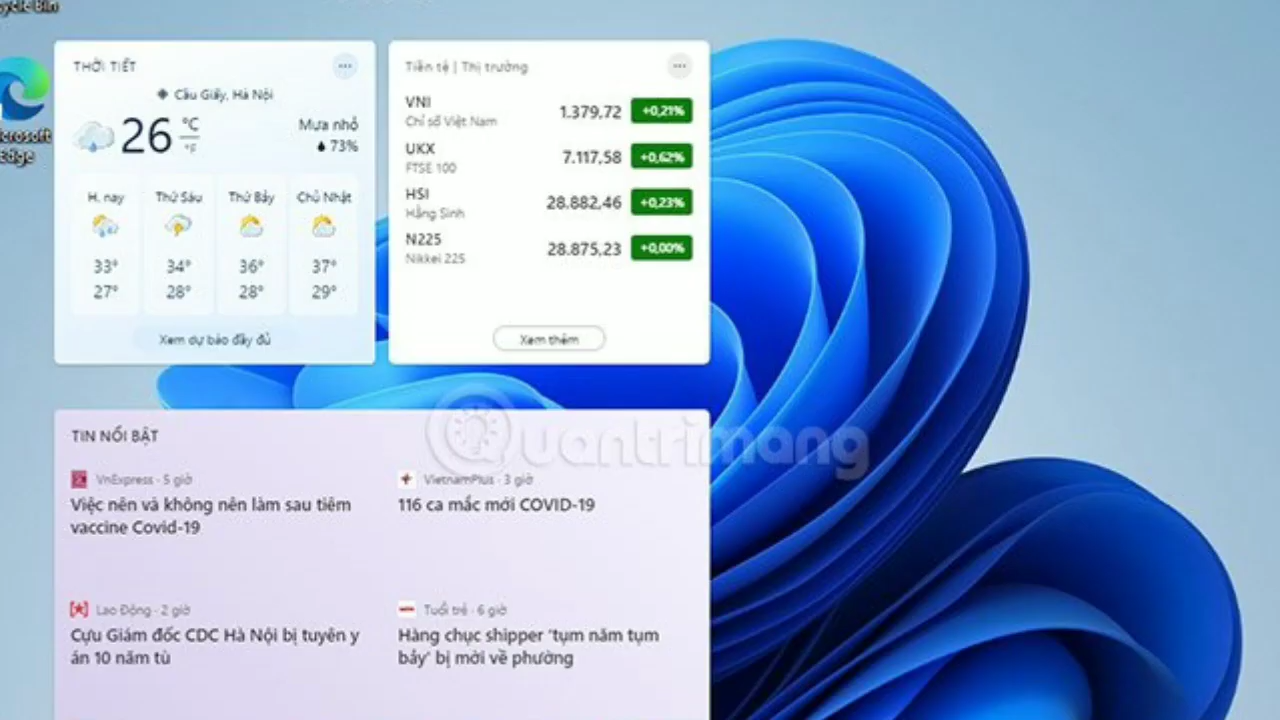 ycle Bin
icrosoft
Edge
THỜI TIẾT
Cầu Giấy, Hà Nội
26 °C
°F
Mưa nhỏ
73%
H. nay Thứ Sáu Thứ Bảy Chủ Nhật
33° 34° 36° 37°
27° 28° 28° 29°
Xem dự báo đầy đủ
Tiền tệ | Thị trường
VNI 1.379,72 +0,21%
Chỉ số Việt Nam
UKX 7.117,58 +0,62%
FTSE 100
HSI 28.882,46 +0,23%
Hằng Sinh
N225 28.875,23 +0,00%
Nikkei 225
Xem thêm
Quantrimang
TIN NỔI BẬT
VnExpress · 5 giờ
Việc nên và không nên làm sau tiêm
vaccine Covid-19
VietnamPlus · 3 giờ
116 ca mắc mới COVID-19
Lao Động · 2 giờ
Cựu Giám đốc CDC Hà Nội bị tuyên y
án 10 năm tù
Tuổi trẻ · 6 giờ
Hàng chục shipper 'tụm năm tụm
bảy' bị mời về phường